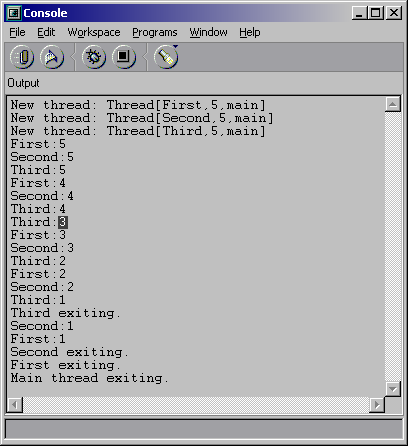 Console
File Edit Workspace Programs Window Help
Output
New thread: Thread[First,5,main]
New thread: Thread[Second,5,main]
New thread: Thread[Third,5,main]
First:5
Second:5
Third:5
First:4
Second:4
Third:4
Third:3
First:3
Second:3
Third:2
First:2
Second:2
Third:1
Third exiting.
Second:1
First:1
Second exiting.
First exiting.
Main thread exiting.